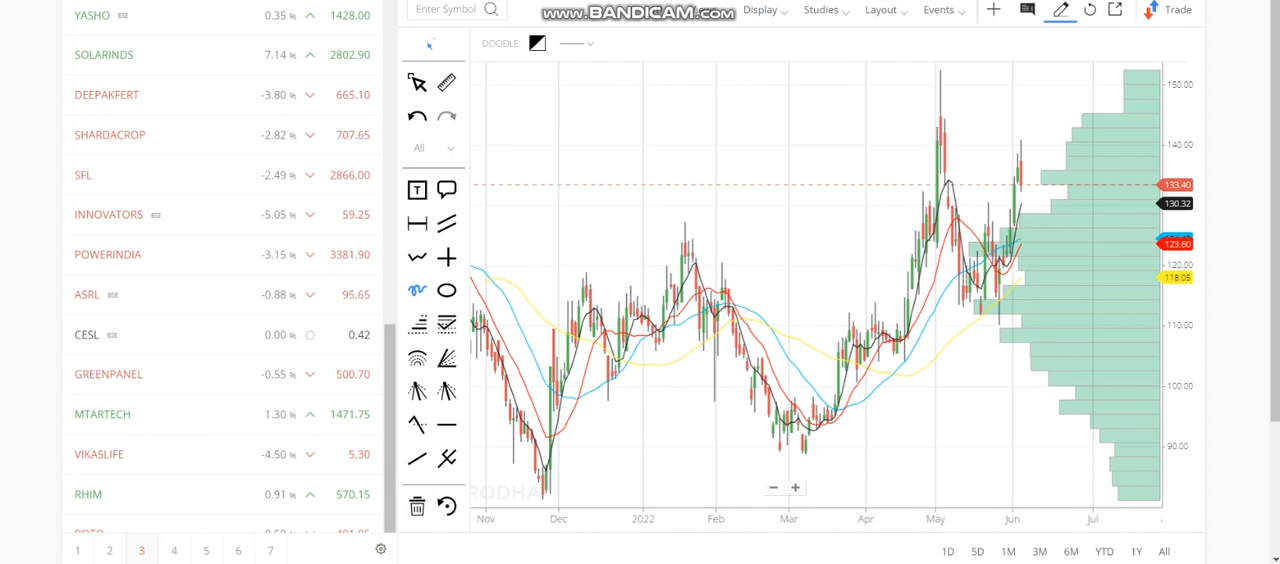 YASHO BSE 0.35 % 1428.00
Enter Symbol
www.BANDICAM.com
Display Studies Layout Events Trade
DOODLE:
SOLARINDS 7.14 % 2802.90
DEEPAKFERT -3.80 % 665.10
SHARDACROP -2.82 % 707.65
SFL -2.49 % 2866.00
INNOVATORS BSE -5.05 % 59.25
POWERINDIA -3.15 % 3381.90
ASRL BSE -0.88 % 95.65
CESL BSE 0.00 % 0.42
GREENPANEL -0.55 % 500.70
MTARTECH 1.30 % 1471.75
VIKASLIFE -4.50 % 5.30
RHIM 0.91 % 570.15
1 2 3 4 5 6 7
All
T
150.00
140.00
133.40
130.32
123.60
120.00
118.05
110.00
100.00
90.00
RODHA
Nov Dec 2022 Feb Mar Apr May Jun Jul
1D 5D 1M 3M 6M YTD 1Y All